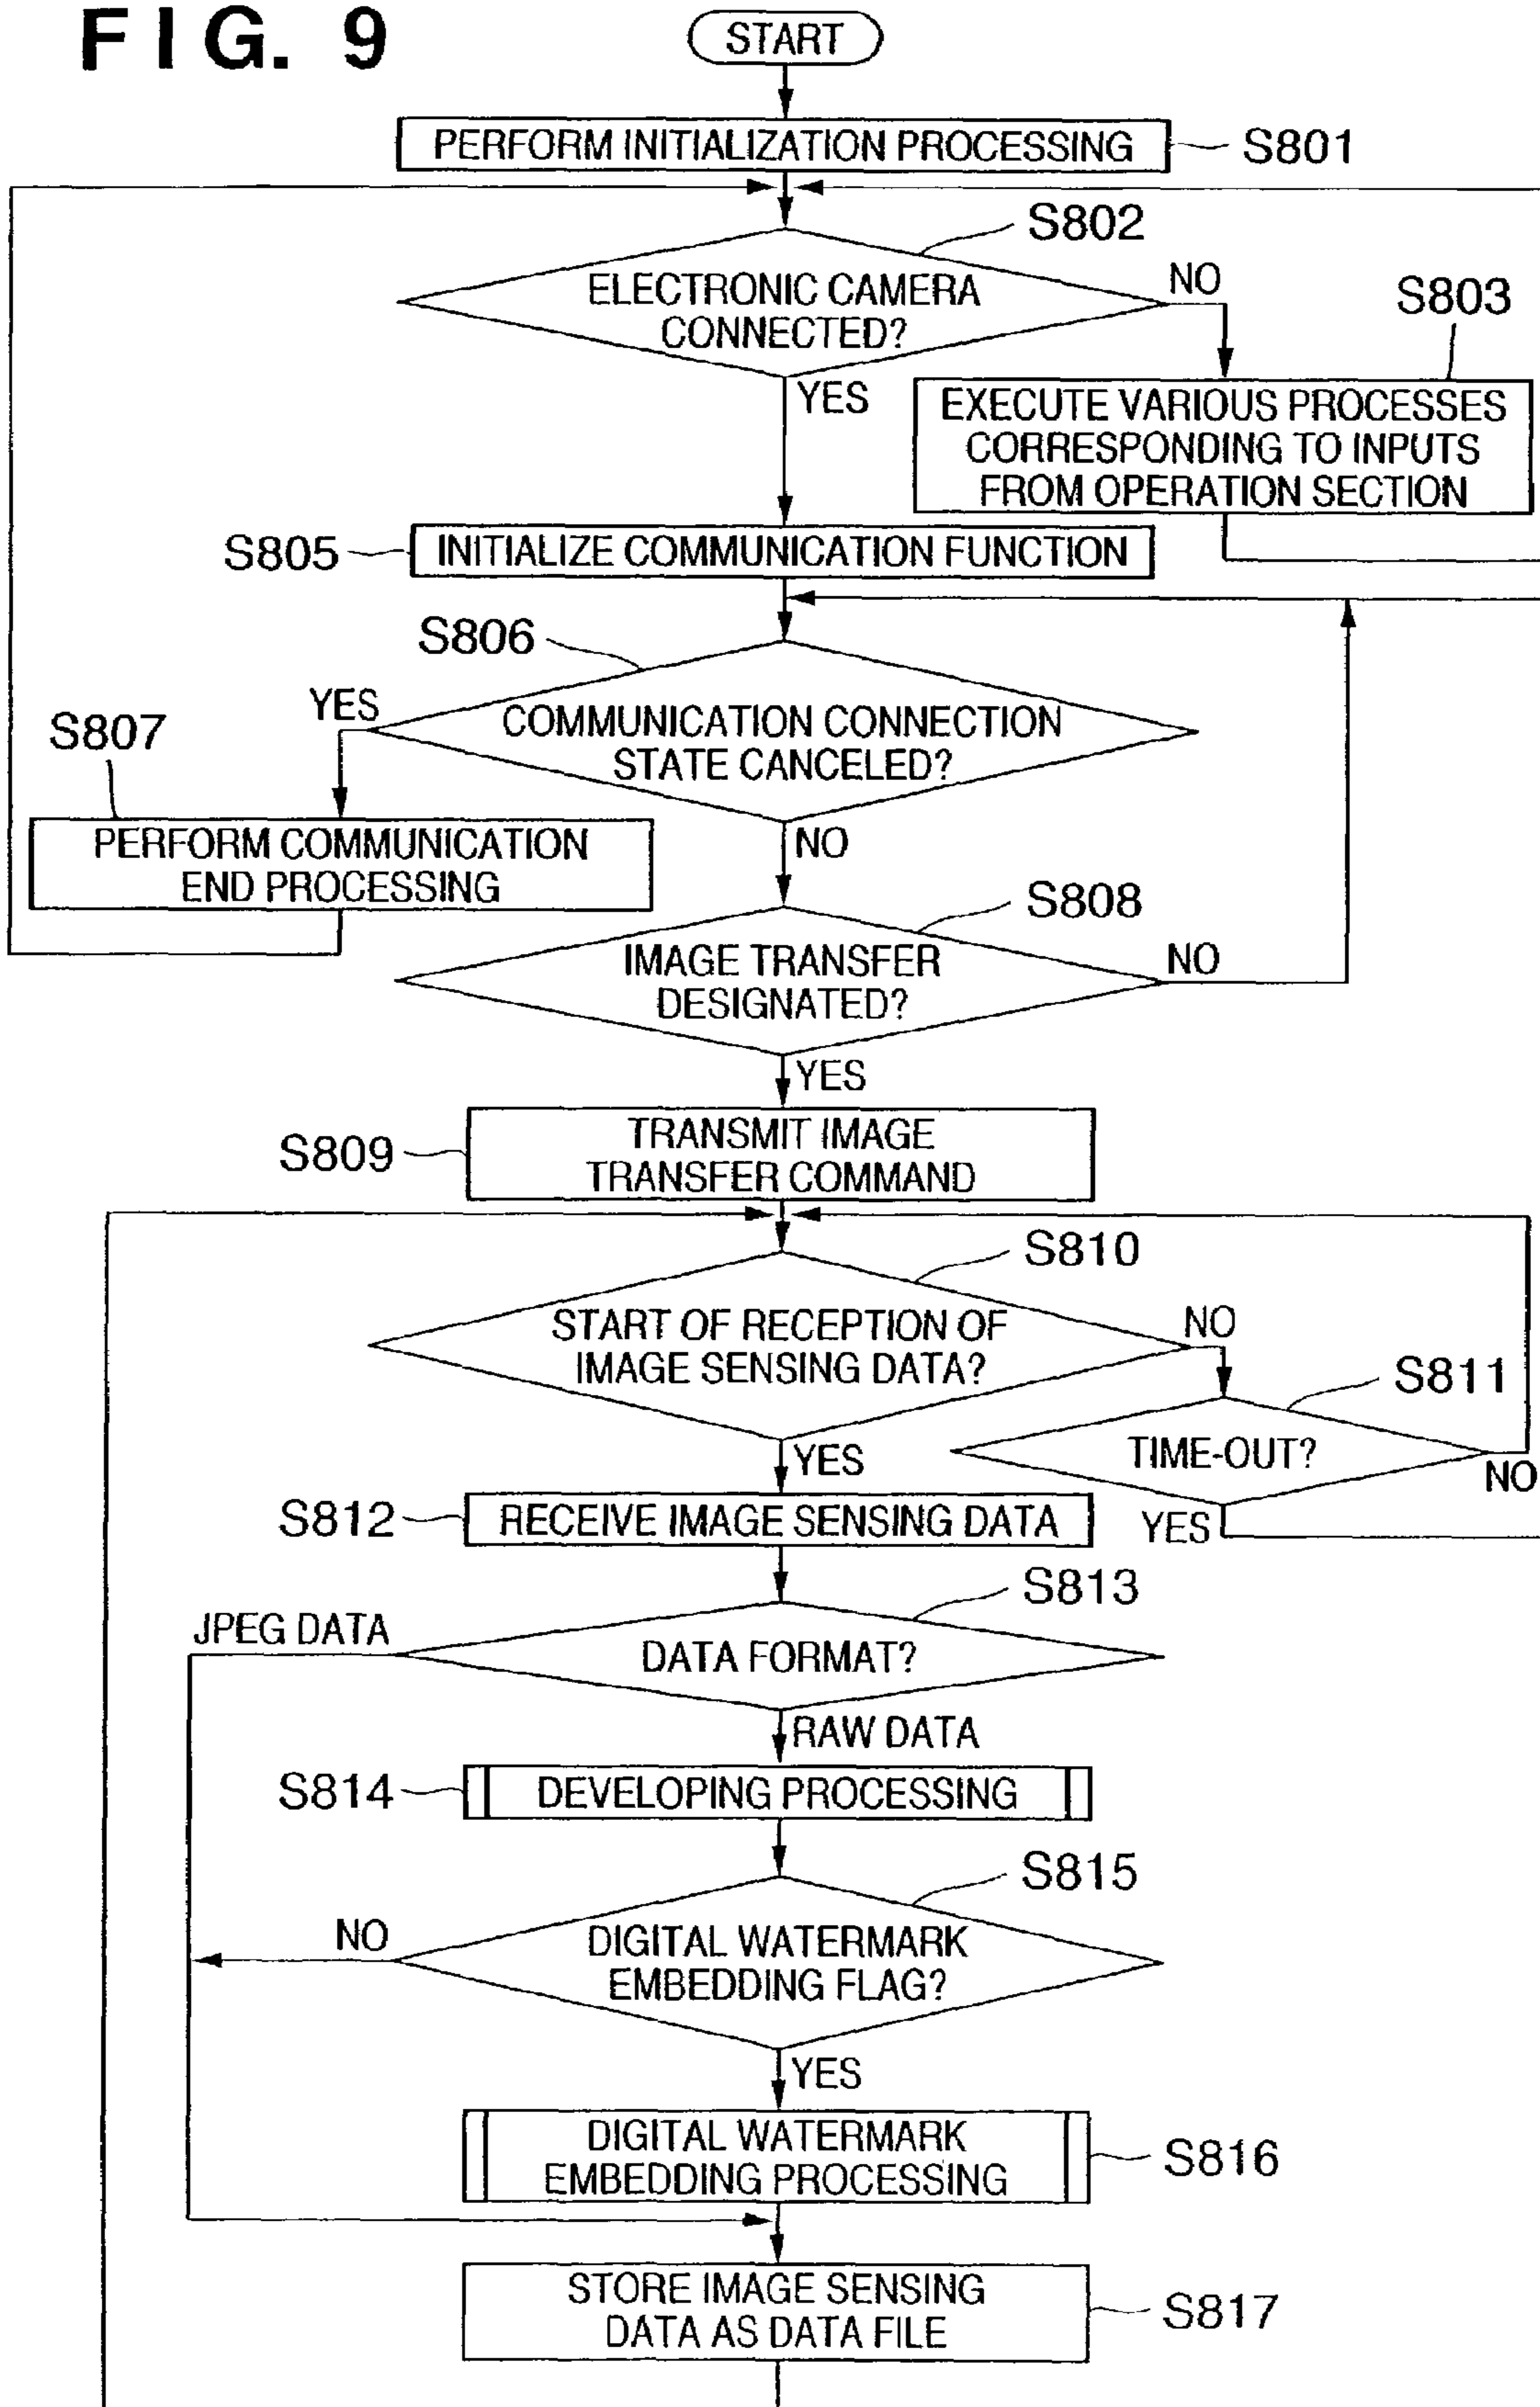 FIG. 9
START
PERFORM INITIALIZATION PROCESSING
S801
S802
ELECTRONIC CAMERA
CONNECTED?
NO
YES
S803
EXECUTE VARIOUS PROCESSES
CORRESPONDING TO INPUTS
FROM OPERATION SECTION
S805
INITIALIZE COMMUNICATION FUNCTION
S806
YES
COMMUNICATION CONNECTION
STATE CANCELED?
S807
PERFORM COMMUNICATION
END PROCESSING
NO
S808
IMAGE TRANSFER
DESIGNATED?
NO
YES
S809
TRANSMIT IMAGE
TRANSFER COMMAND
S810
START OF RECEPTION OF
IMAGE SENSING DATA?
NO
S811
TIME-OUT?
NO
YES
YES
S812
RECEIVE IMAGE SENSING DATA
S813
JPEG DATA
DATA FORMAT?
RAW DATA
S814
DEVELOPING PROCESSING
S815
NO
DIGITAL WATERMARK
EMBEDDING FLAG?
YES
DIGITAL WATERMARK
EMBEDDING PROCESSING
S816
STORE IMAGE SENSING
DATA AS DATA FILE
S817